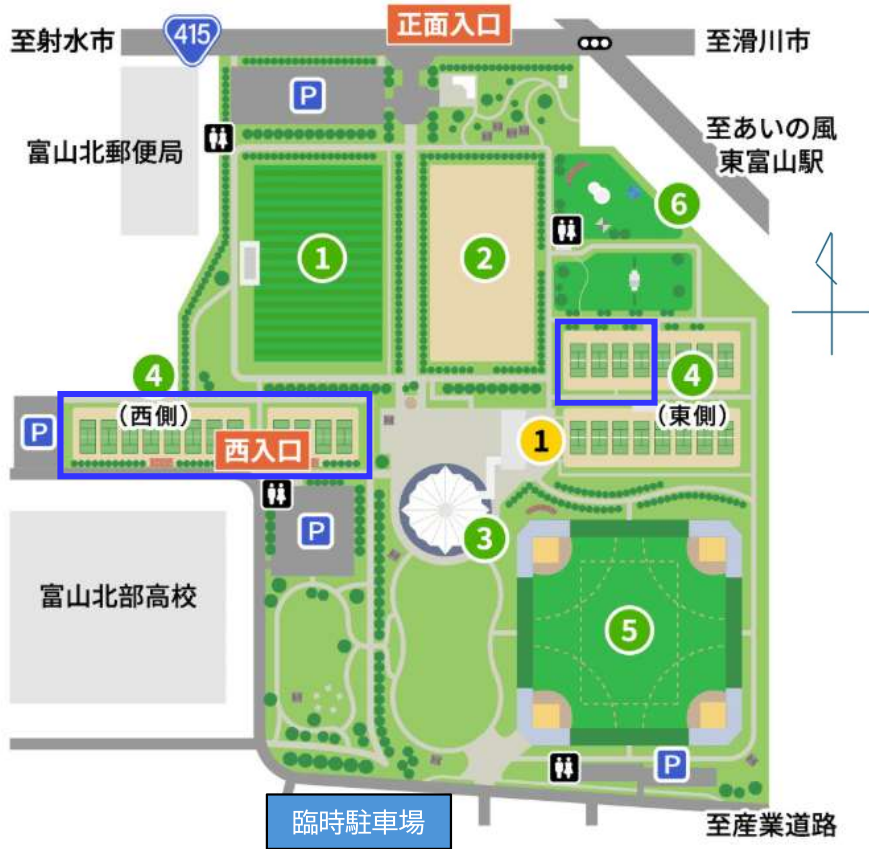 正面入口
至射水市
415
至滑川市
P
至あいの風
東富山駅
富山北郵便局
6
1
2
4
(西側)
4
(東側)
P
西入口
1
3
P
富山北部高校
5
P
臨時駐車場
至産業道路